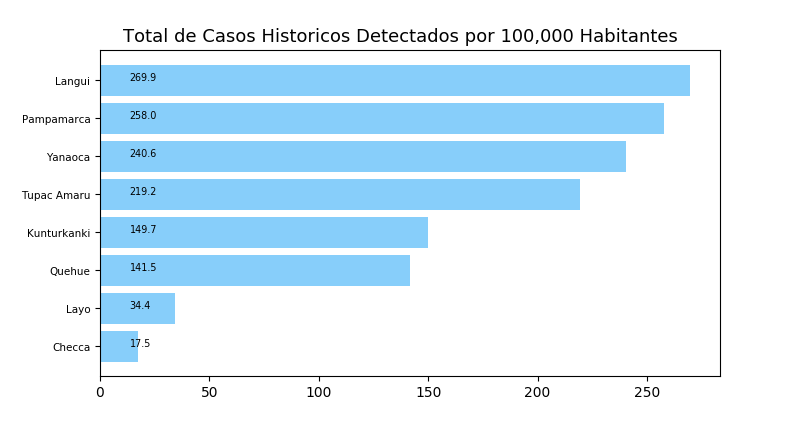 Total de Casos Historicos Detectados por 100,000 Habitantes
Langui 269.9
Pampamarca 258.0
Yanaoca 240.6
Tupac Amaru 219.2
Kunturkanki 149.7
Quehue 141.5
Layo 34.4
Checca 17.5
0 50 100 150 200 250